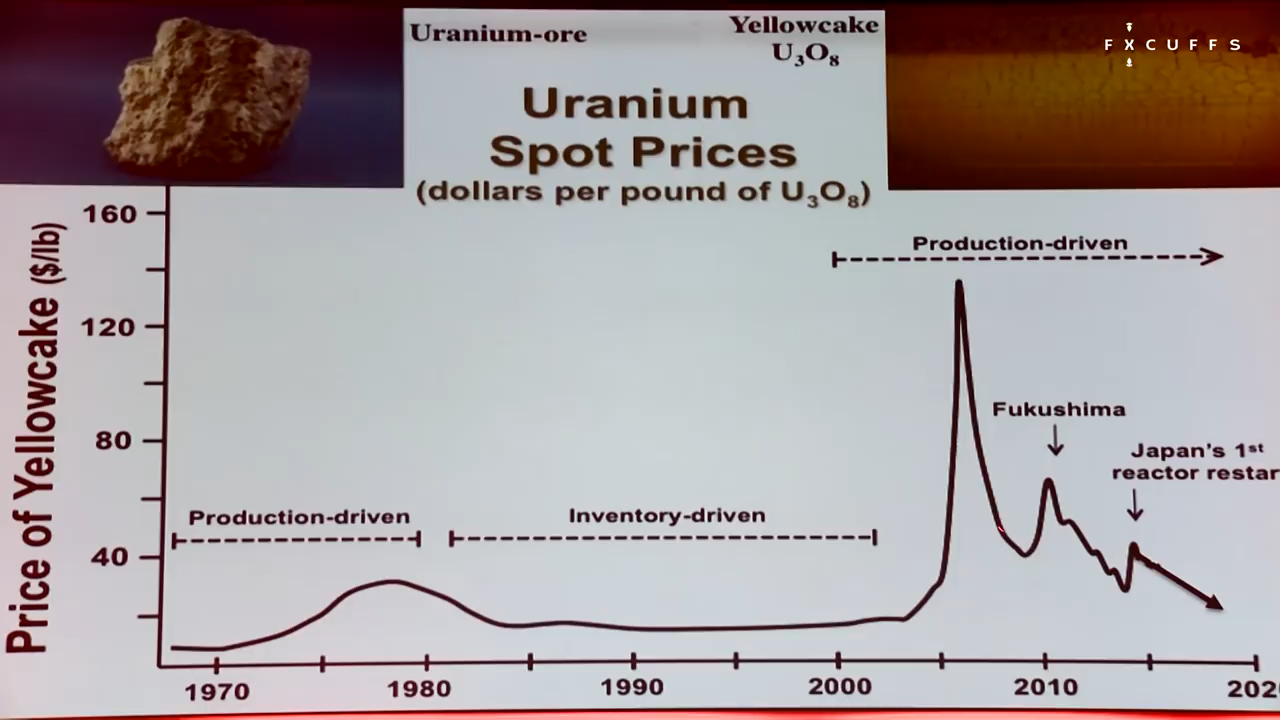 Uranium-ore
Yellowcake
U₃O₈
FXCUFFS
Uranium
Spot Prices
(dollars per pound of U₃O₈)
Price of Yellowcake ($/lb)
160
120
80
40
Production-driven
Inventory-driven
Production-driven
Fukushima
Japan's 1st
reactor restar
1970
1980
1990
2000
2010
202